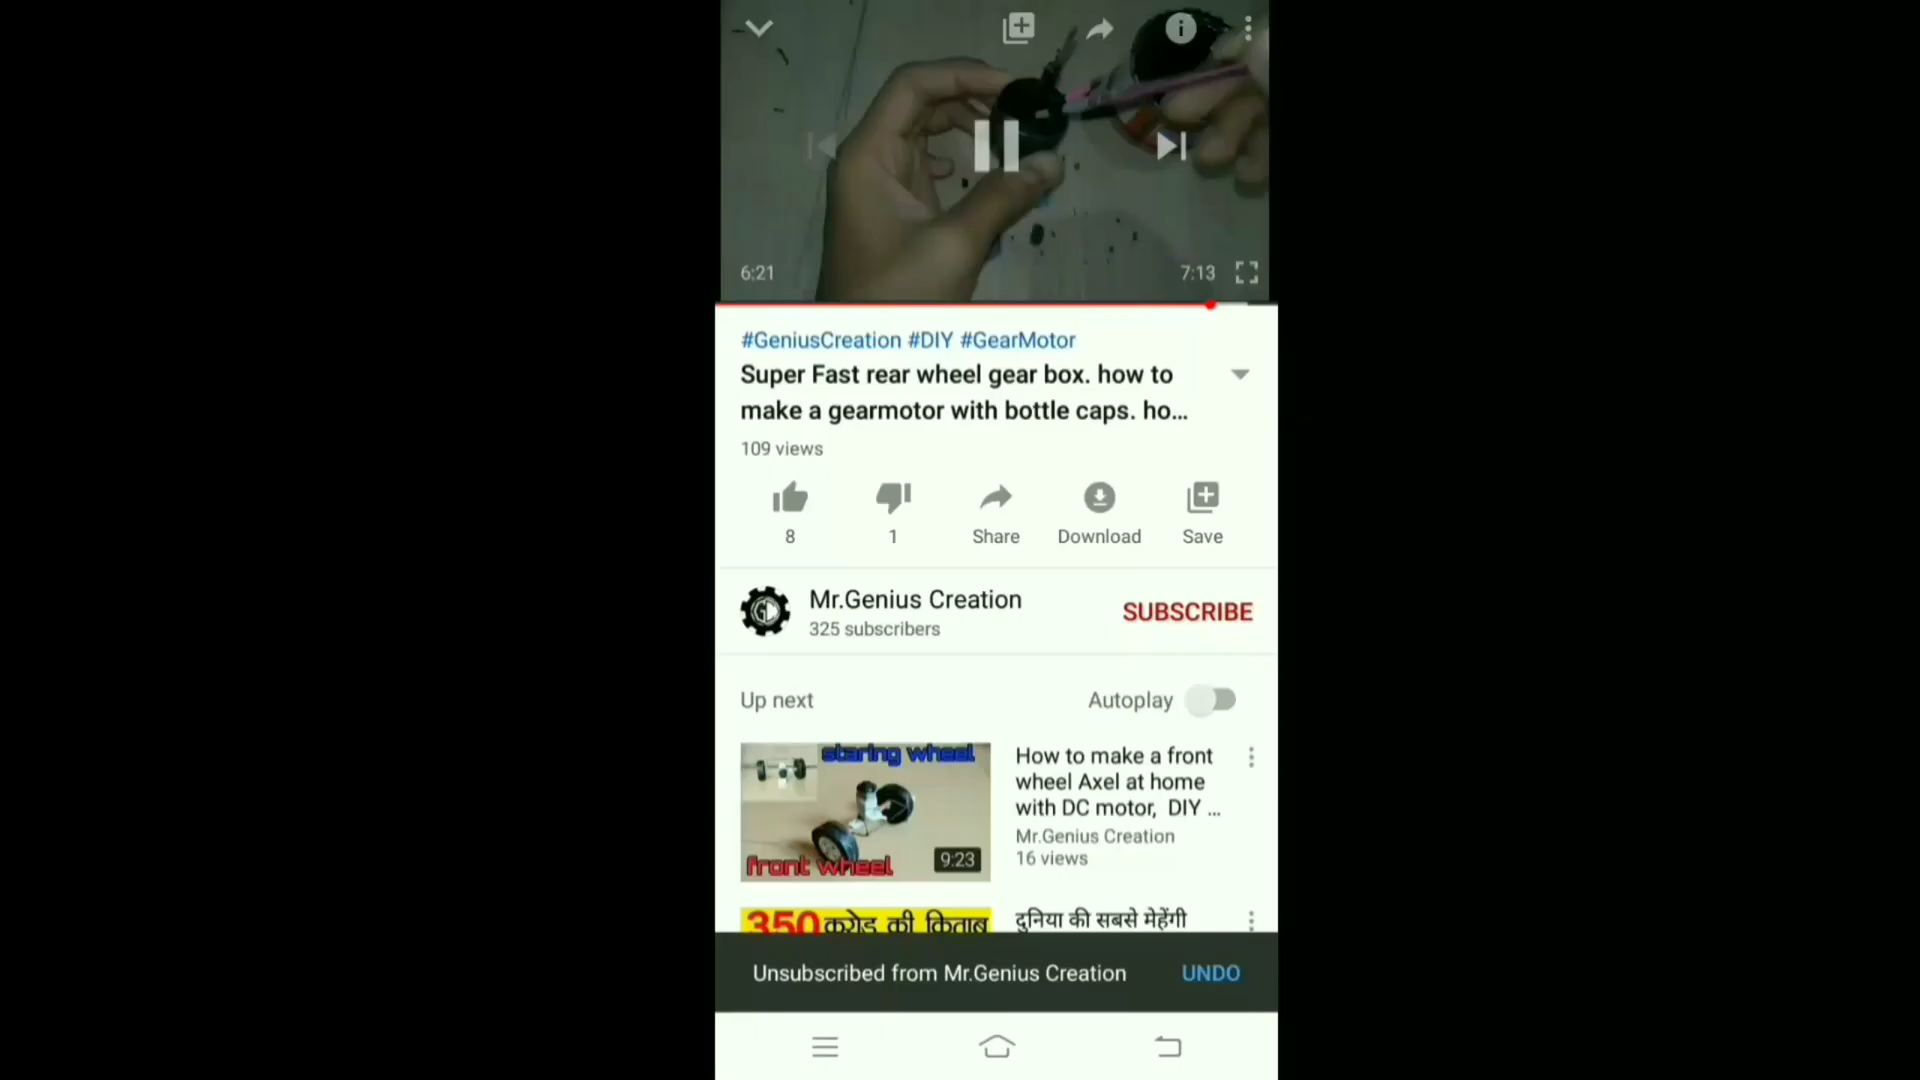 6:21
7:13
#GeniusCreation #DIY #GearMotor
Super Fast rear wheel gear box. how to
make a gearmotor with bottle caps. ho...
109 views
8
1
Share
Download
Save
Mr.Genius Creation
325 subscribers
SUBSCRIBE
Up next
Autoplay
staring wheel
front wheel
9:23
How to make a front
wheel Axel at home
with DC motor, DIY ...
Mr.Genius Creation
16 views
350 करोड़ की किताब
दुनिया की सबसे मेहेंगी
Unsubscribed from Mr.Genius Creation
UNDO